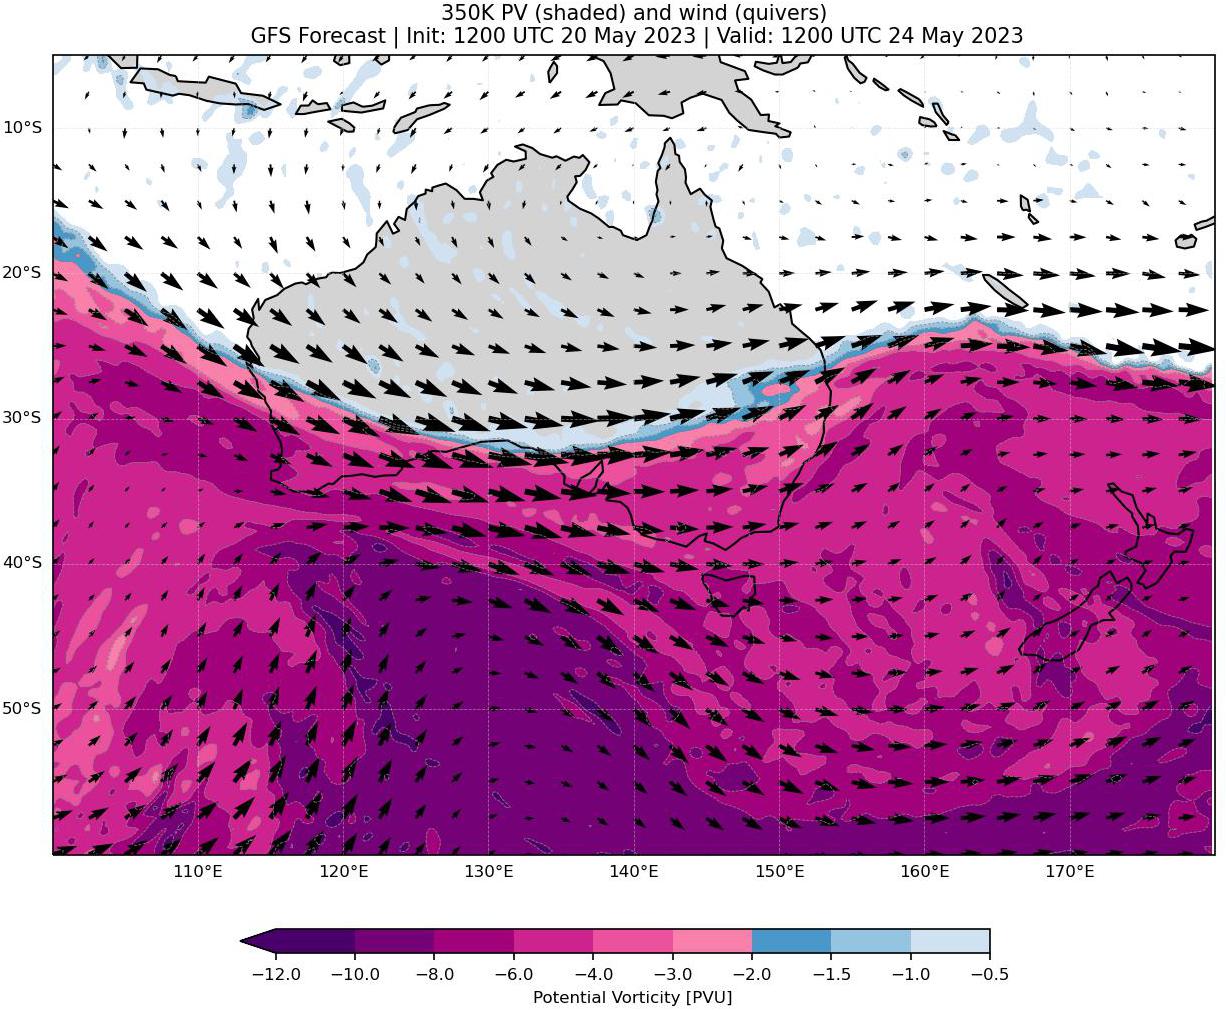 350K PV (shaded) and wind (quivers)
GFS Forecast | Init: 1200 UTC 20 May 2023 | Valid: 1200 UTC 24 May 2023
10°S
20°S
30°S
40°S
50°S
110°E 120°E 130°E 140°E 150°E 160°E 170°E
−12.0 −10.0 −8.0 −6.0 −4.0 −3.0 −2.0 −1.5 −1.0 −0.5
Potential Vorticity [PVU]